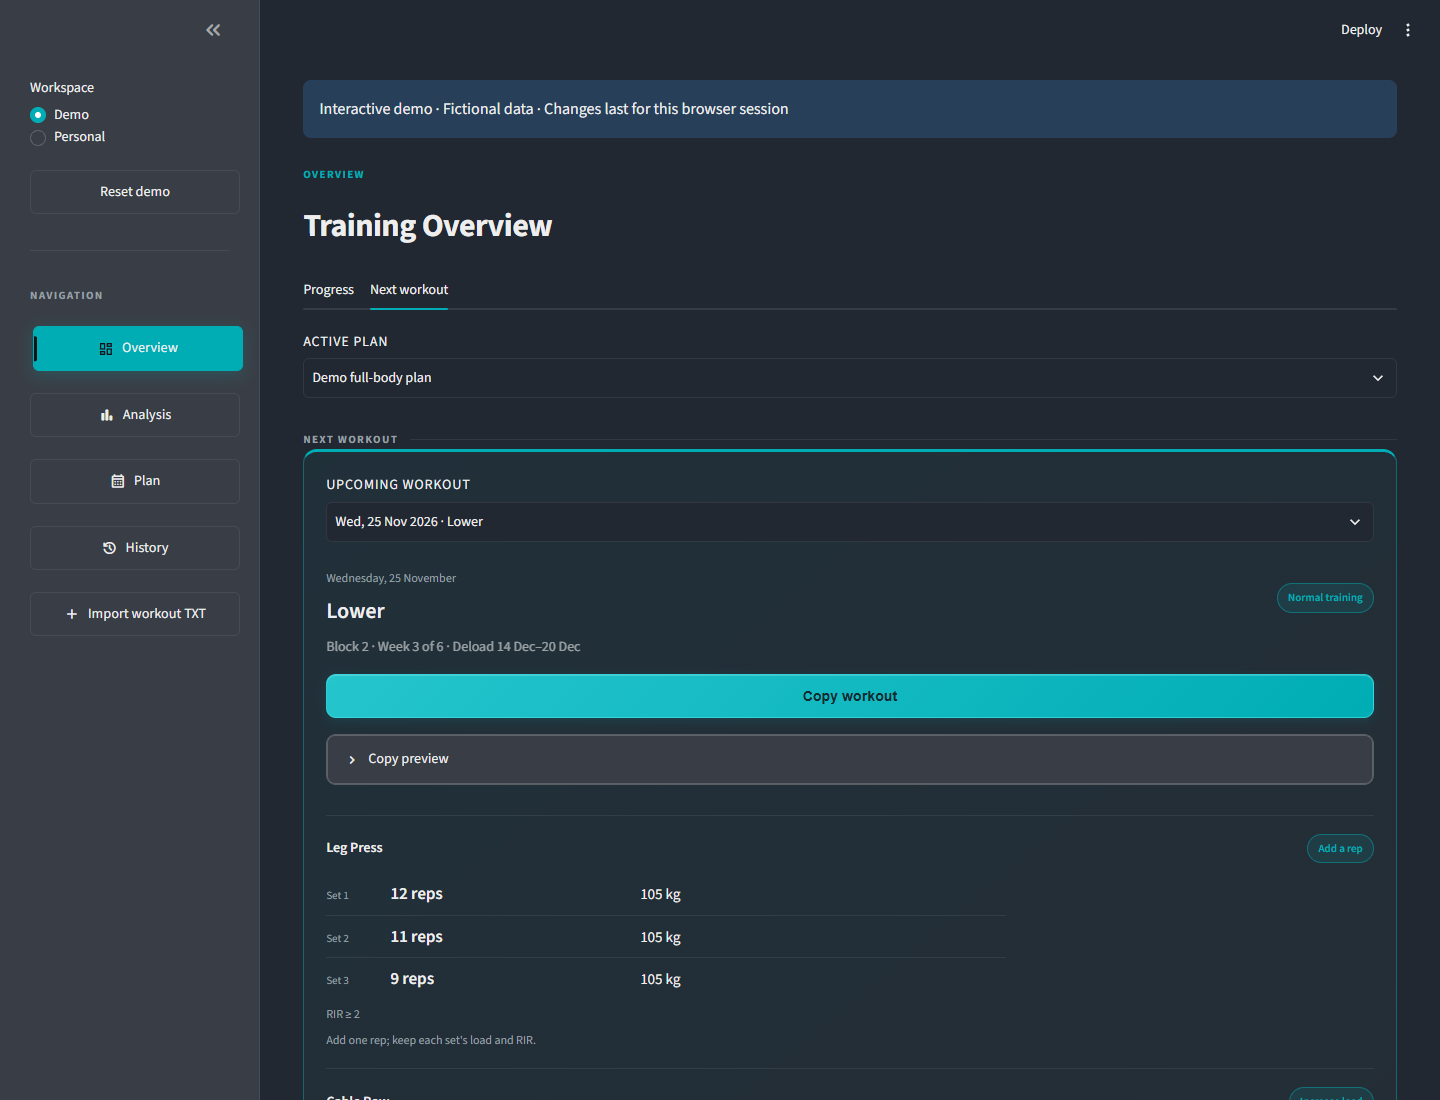 Deploy
Workspace
Demo
Personal
Reset demo
NAVIGATION
Overview
Analysis
Plan
History
Import workout TXT
Interactive demo · Fictional data · Changes last for this browser session
OVERVIEW
Training Overview
Progress Next workout
ACTIVE PLAN
Demo full-body plan
NEXT WORKOUT
UPCOMING WORKOUT
Wed, 25 Nov 2026 · Lower
Wednesday, 25 November
Normal training
Lower
Block 2 · Week 3 of 6 · Deload 14 Dec–20 Dec
Copy workout
Copy preview
Leg Press
Add a rep
Set 1 12 reps 105 kg
Set 2 11 reps 105 kg
Set 3 9 reps 105 kg
RIR ≥ 2
Add one rep; keep each set's load and RIR.